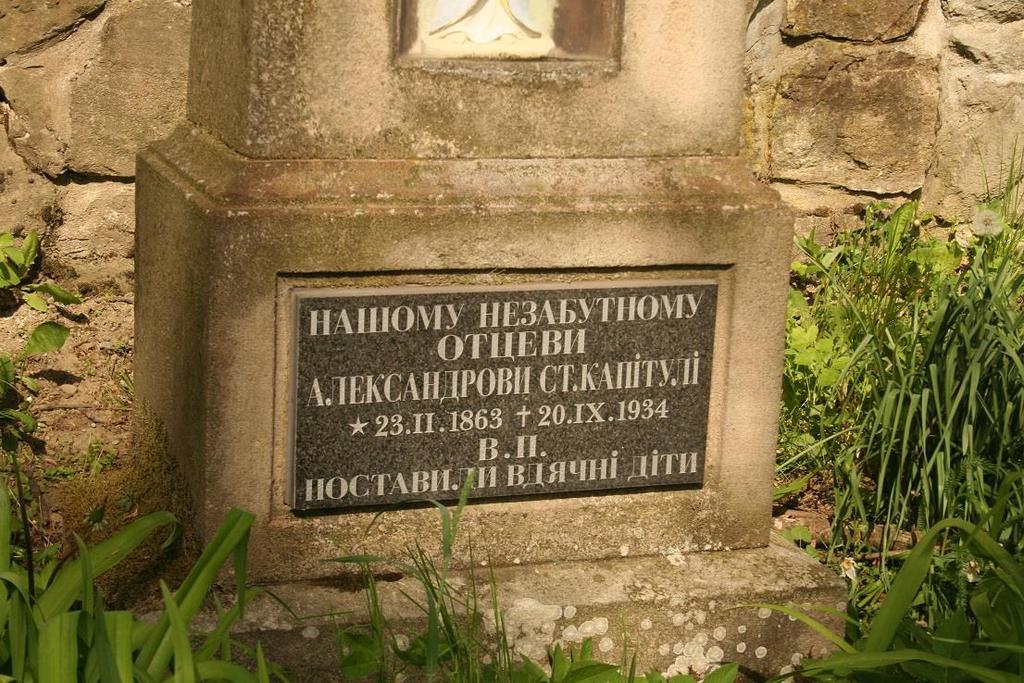 НАШОМУ НЕЗАБУТНОМУ
ОТЦЕВИ
АЛЕКСАНДРОВИ СТ.КАПІТУЛІ
★ 23.II.1863 † 20.IX.1934
В.П.
ПОСТАВИЛИ ВДЯЧНІ ДІТИ